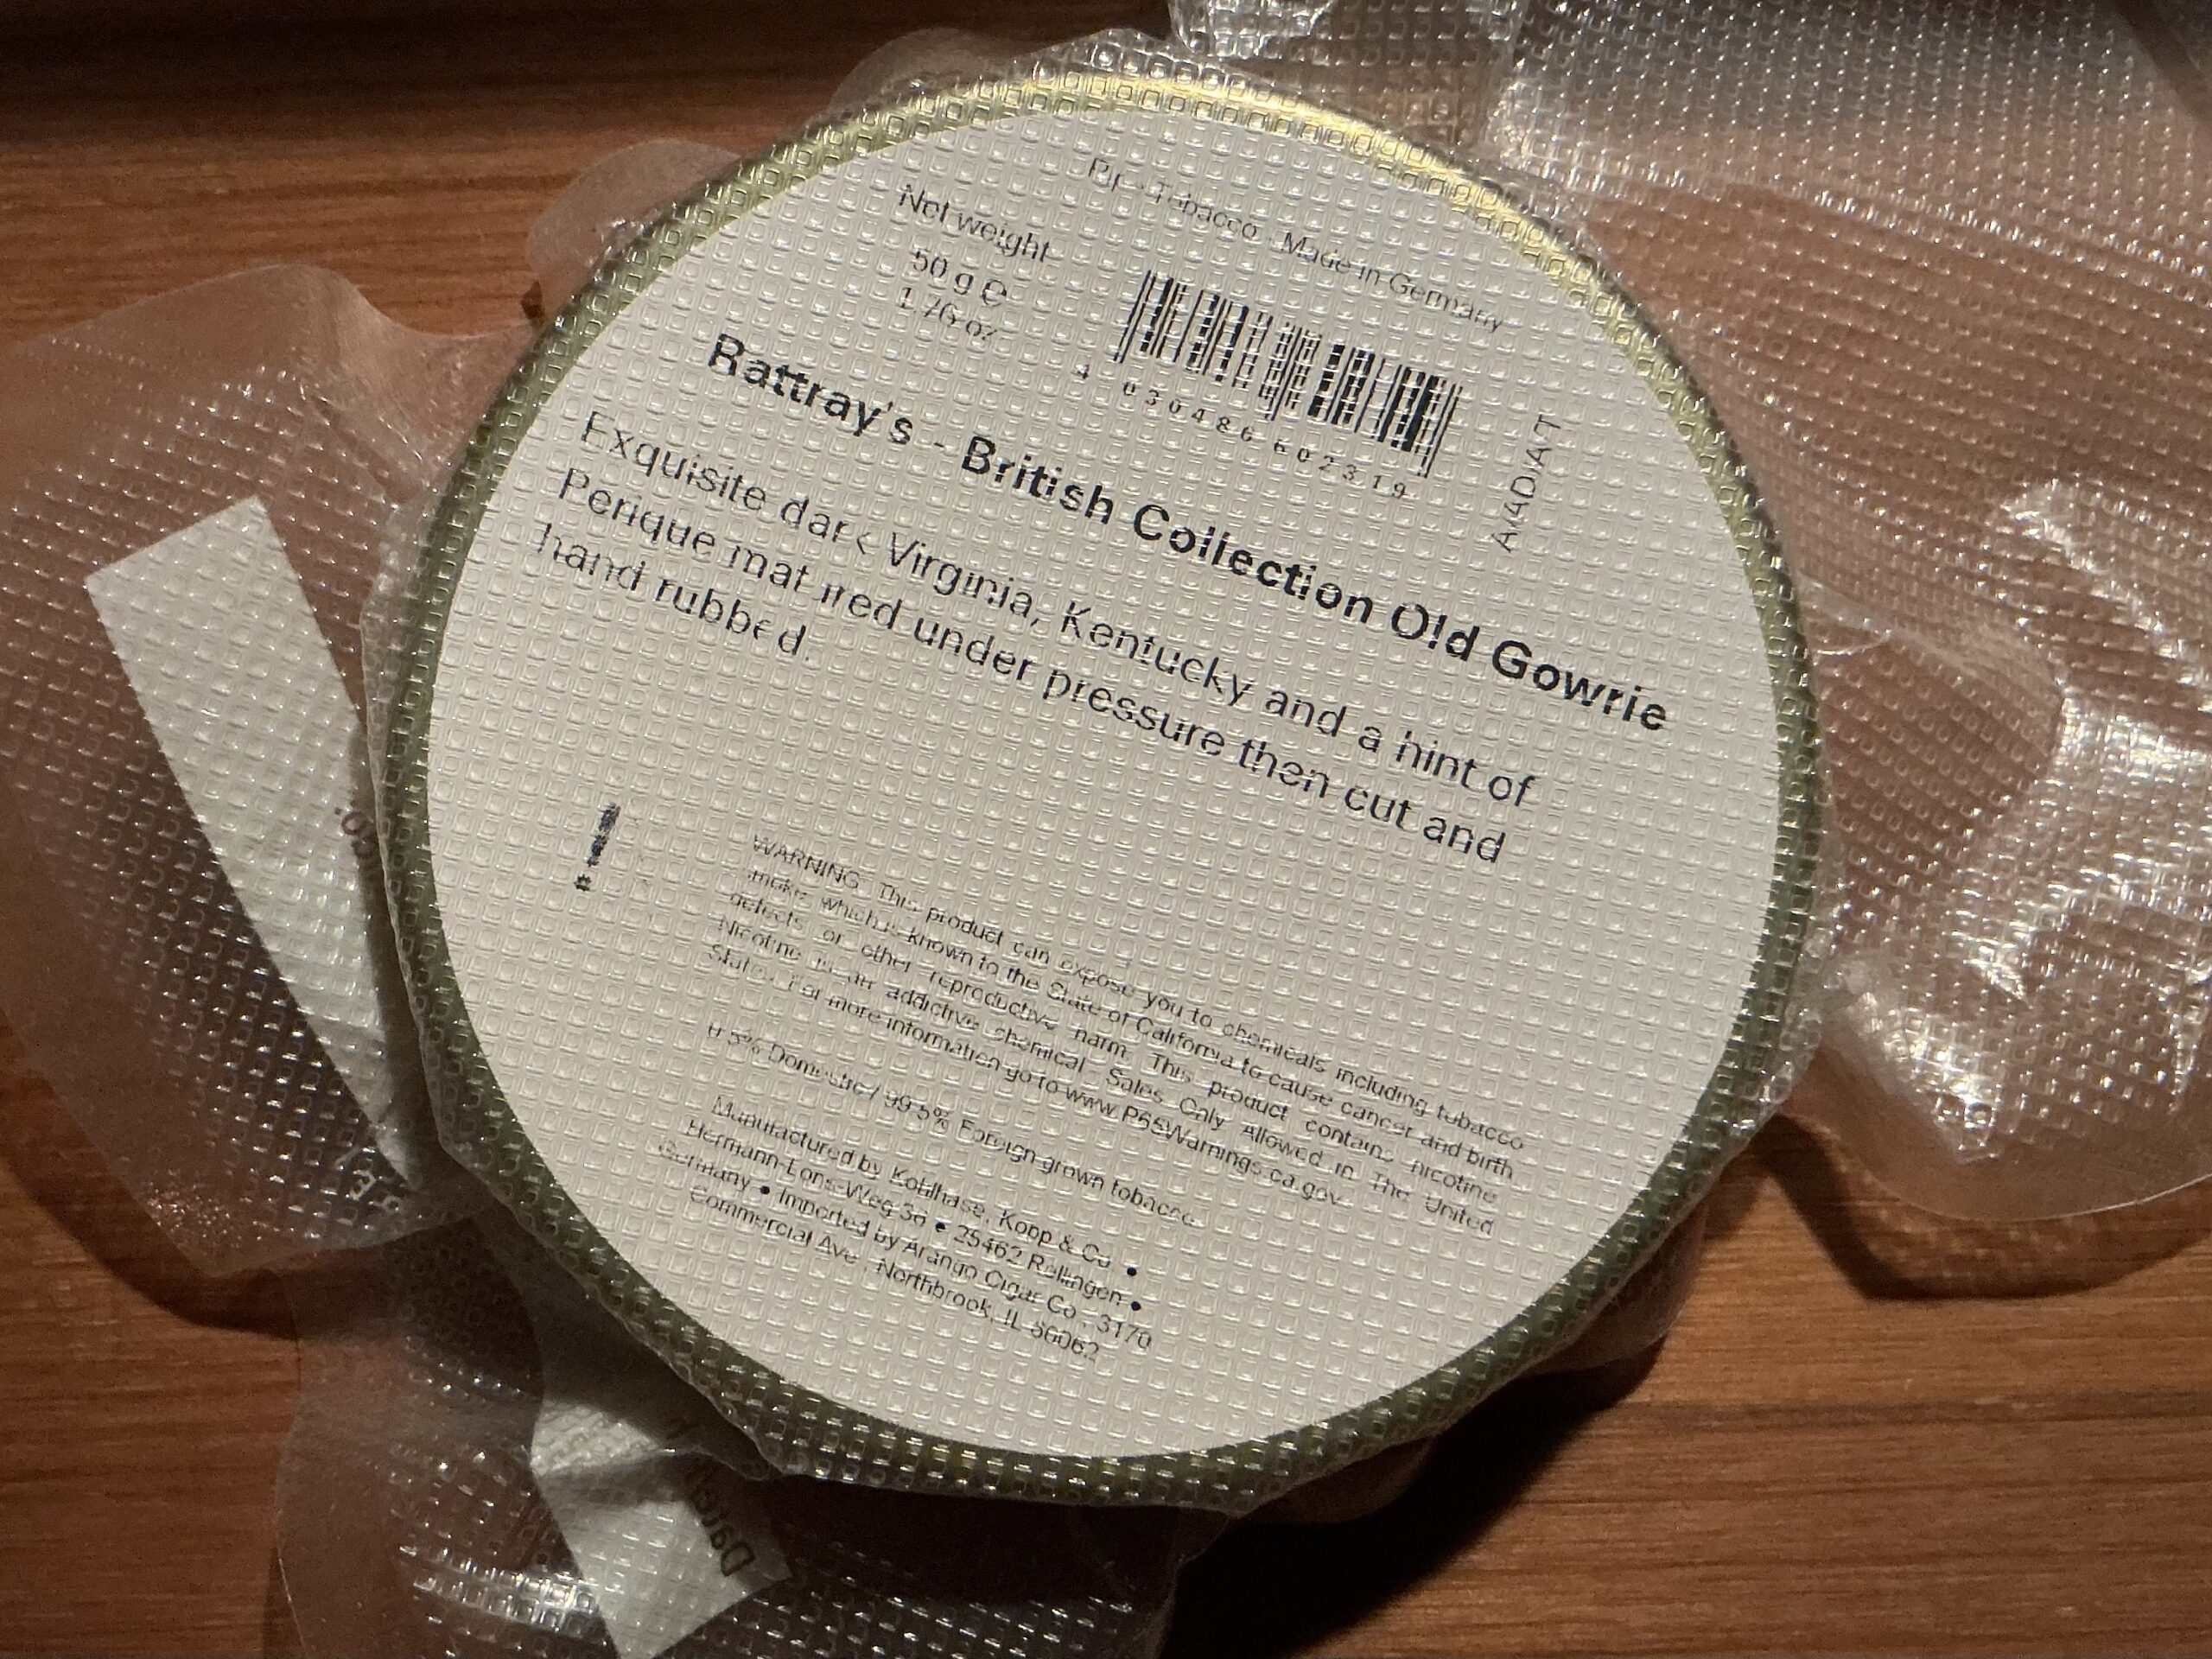 Pipe Tobacco · Made in Germany
Net weight
50 g ℮
1.76 oz
4 030486 602319
Rattray's - British Collection Old Gowrie
Exquisite dark Virginia, Kentucky and a hint of
Perique matured under pressure then cut and
hand rubbed.
!
WARNING: This product can expose you to chemicals including tobacco
smoke, which is known to the State of California to cause cancer and birth
defects or other reproductive harm. This product contains nicotine.
Nicotine is an addictive chemical. Sales Only Allowed in The United
States. For more information go to www.P65Warnings.ca.gov
0.5% Domestic / 99.5% Foreign grown tobacco
Manufactured by Kohlhase, Kopp & Co. •
Hermann-Löns-Weg 36 • 25462 Rellingen •
Germany • Imported by Arango Cigar Co., 3170
Commercial Ave., Northbrook, IL 60062